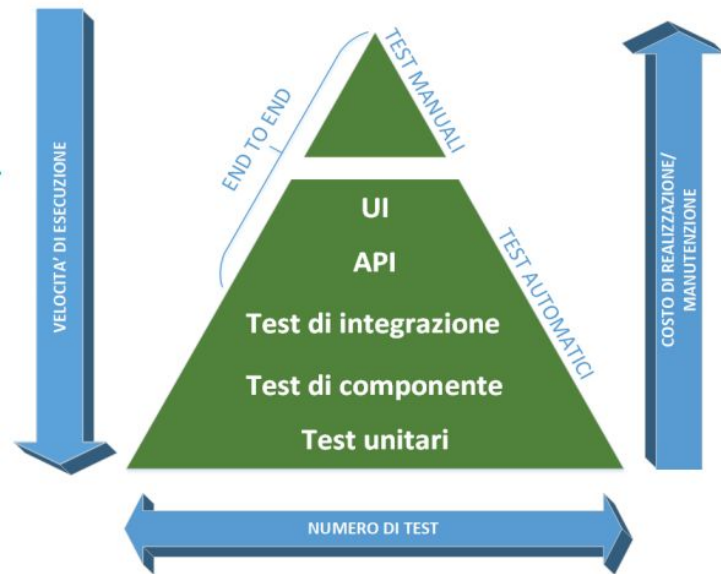 TEST MANUALI
END TO END
VELOCITA' DI ESECUZIONE
COSTO DI REALIZZAZIONE/
MANUTENZIONE
UI
API
TEST AUTOMATICI
Test di integrazione
Test di componente
Test unitari
NUMERO DI TEST